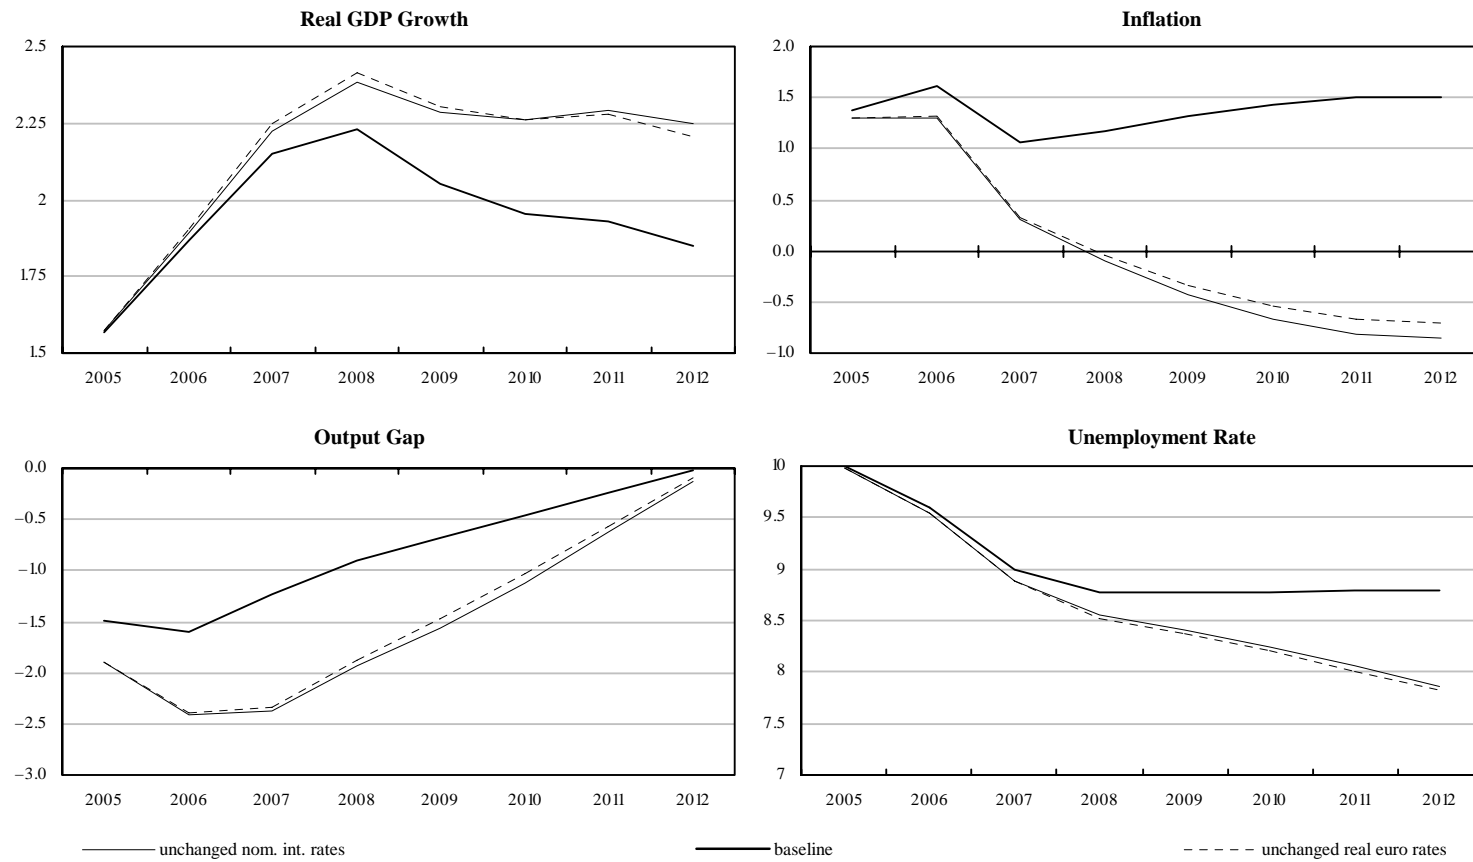 Real GDP Growth
2.5
2.25
2
1.75
1.5
2005 2006 2007 2008 2009 2010 2011 2012
Inflation
2.0
1.5
1.0
0.5
0.0
−0.5
−1.0
2005 2006 2007 2008 2009 2010 2011 2012
Output Gap
0.0
−0.5
−1.0
−1.5
−2.0
−2.5
−3.0
2005 2006 2007 2008 2009 2010 2011 2012
Unemployment Rate
10
9.5
9
8.5
8
7.5
7
2005 2006 2007 2008 2009 2010 2011 2012
unchanged nom. int. rates baseline unchanged real euro rates